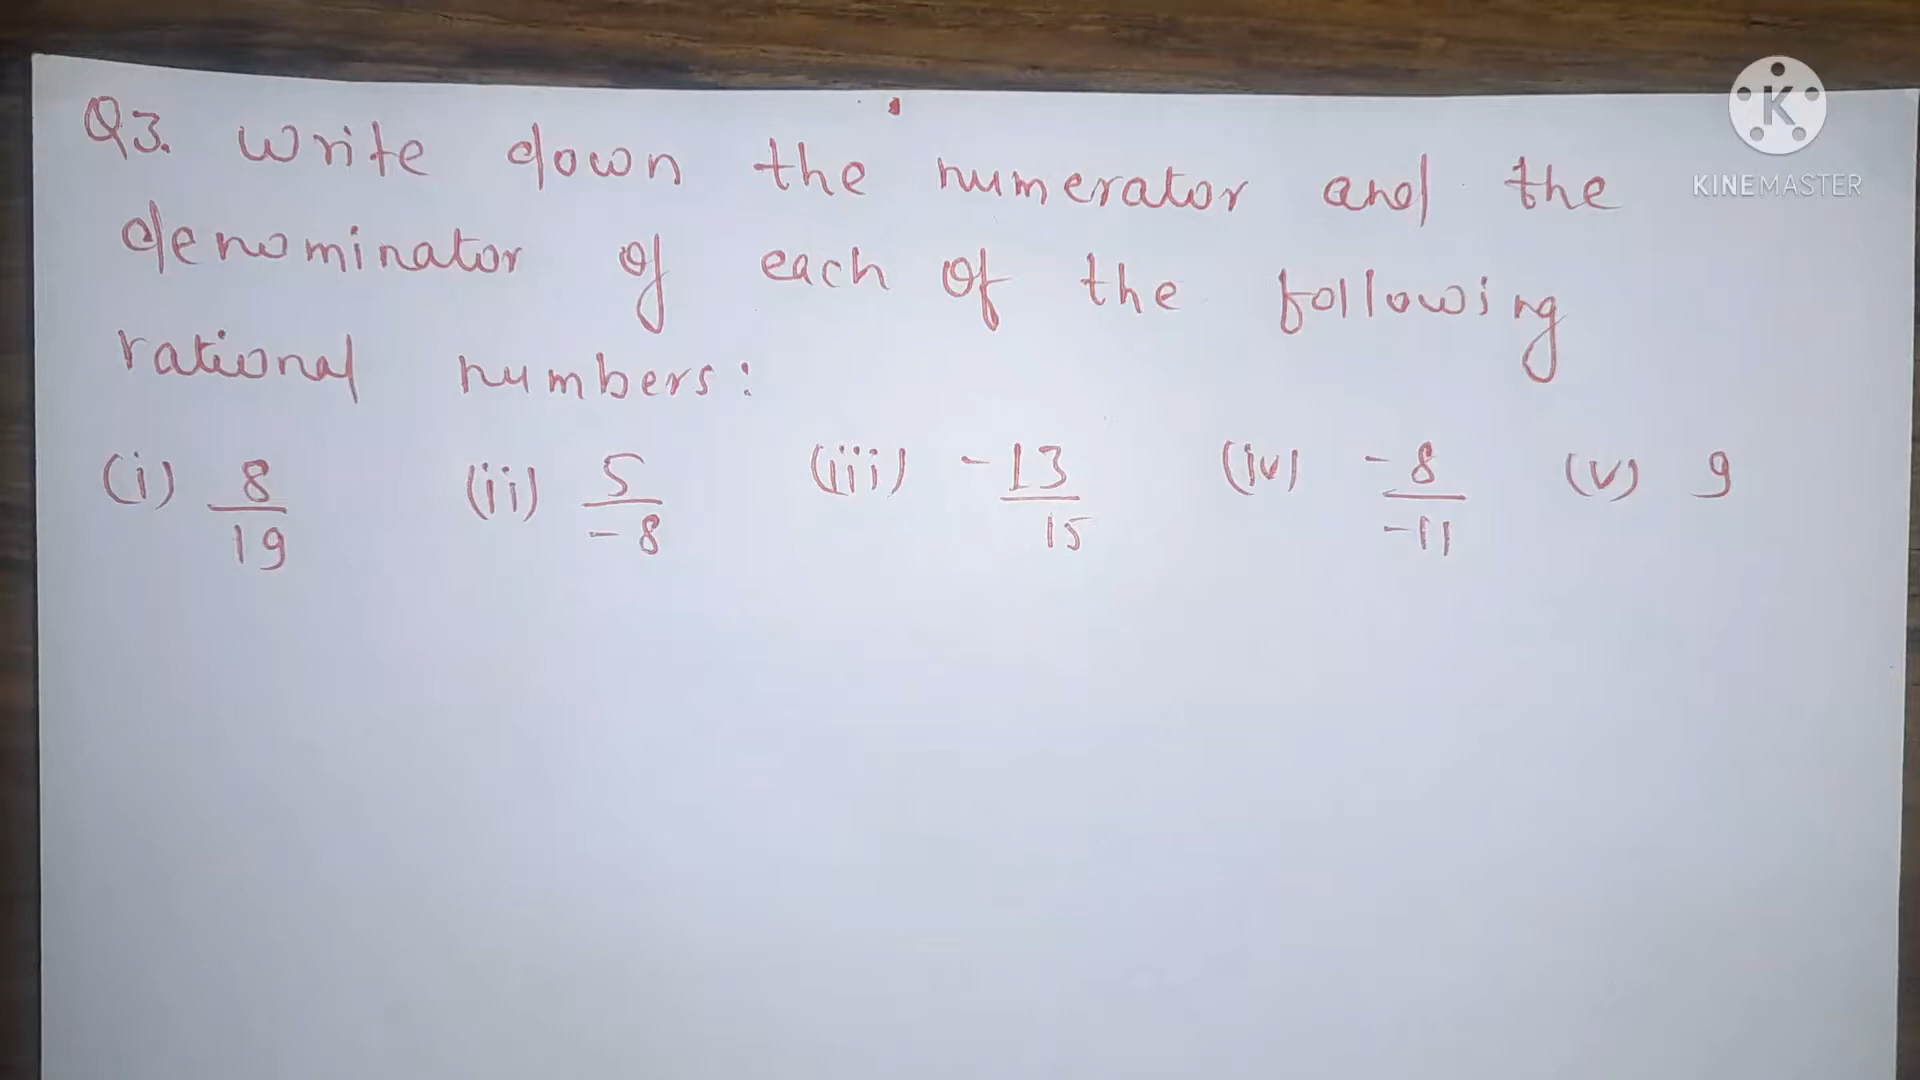 Q3. Write down the numerator and the
denominator of each of the following
rational numbers:
(i) 8/19 (ii) 5/-8 (iii) -13/15 (iv) -8/-11 (v) 9
K
KINEMASTER